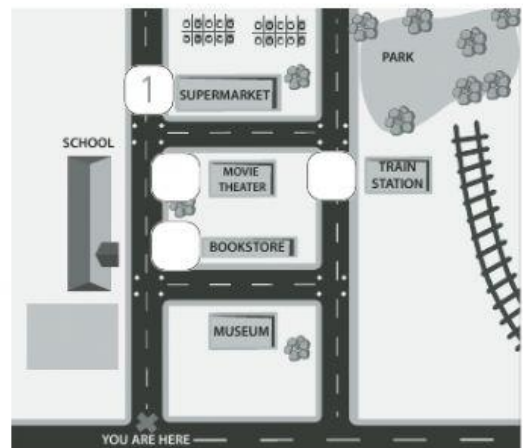 PARK
1
SUPERMARKET
SCHOOL
MOVIE
THEATER
TRAIN
STATION
BOOKSTORE
MUSEUM
YOU ARE HERE